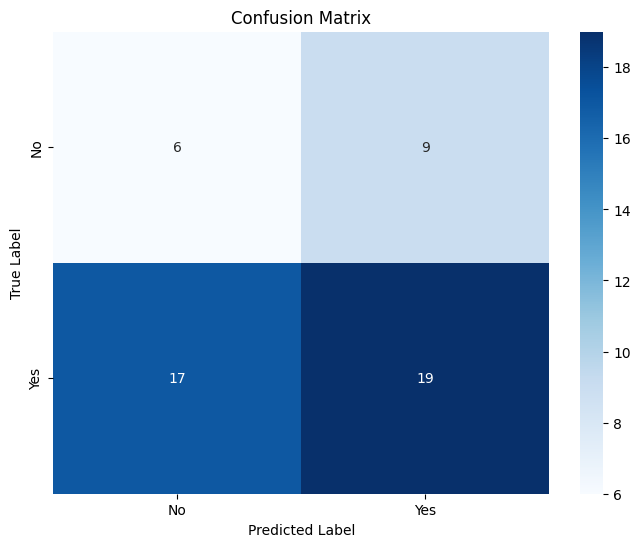 Confusion Matrix
True Label
No
6
9
Yes
17
19
No
Yes
Predicted Label
18
16
14
12
10
8
6